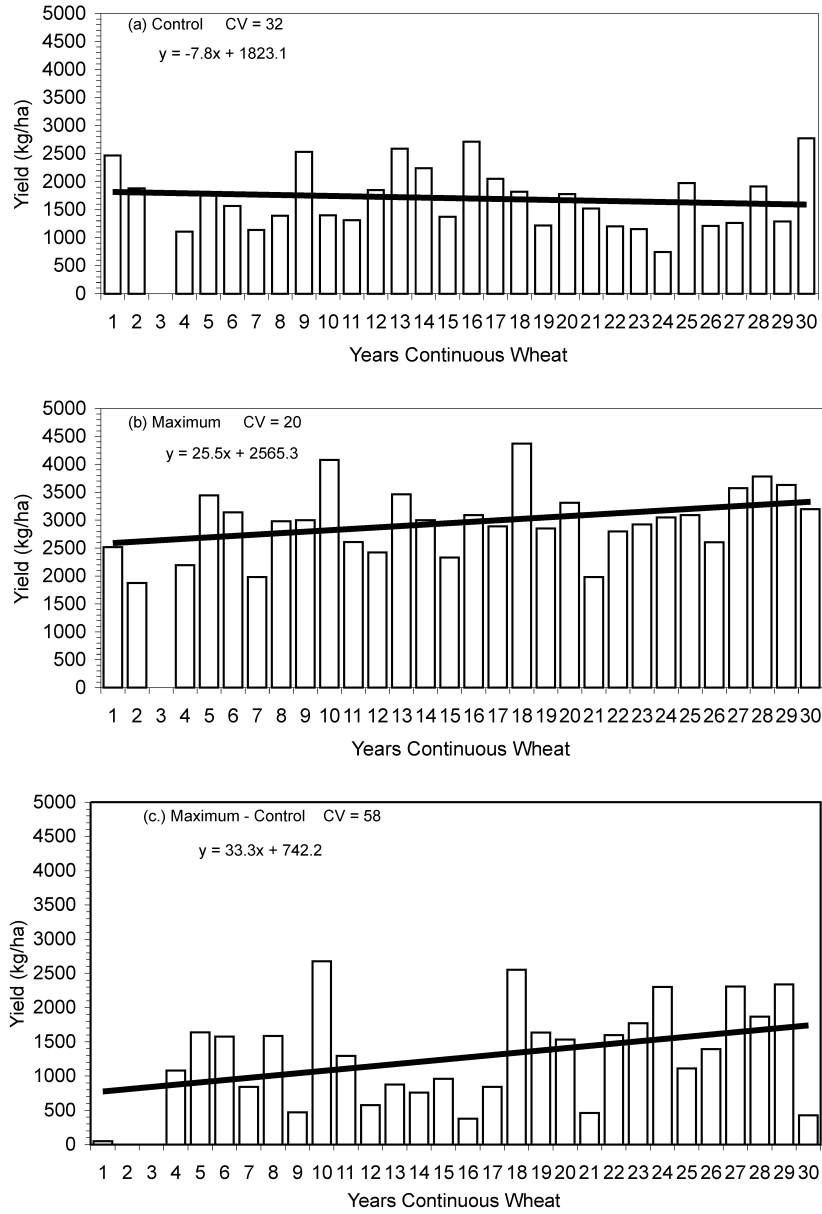 (a) Control CV = 32
y = -7.8x + 1823.1
5000
4500
4000
3500
3000
2500
2000
1500
1000
500
0
Yield (kg/ha)
1 2 3 4 5 6 7 8 9 10 11 12 13 14 15 16 17 18 19 20 21 22 23 24 25 26 27 28 29 30
Years Continuous Wheat
(b) Maximum CV = 20
y = 25.5x + 2565.3
5000
4500
4000
3500
3000
2500
2000
1500
1000
500
0
Yield (kg/ha)
1 2 3 4 5 6 7 8 9 10 11 12 13 14 15 16 17 18 19 20 21 22 23 24 25 26 27 28 29 30
Years Continuous Wheat
(c.) Maximum - Control CV = 58
y = 33.3x + 742.2
5000
4500
4000
3500
3000
2500
2000
1500
1000
500
0
Yield (kg/ha)
1 2 3 4 5 6 7 8 9 10 11 12 13 14 15 16 17 18 19 20 21 22 23 24 25 26 27 28 29 30
Years Continuous Wheat